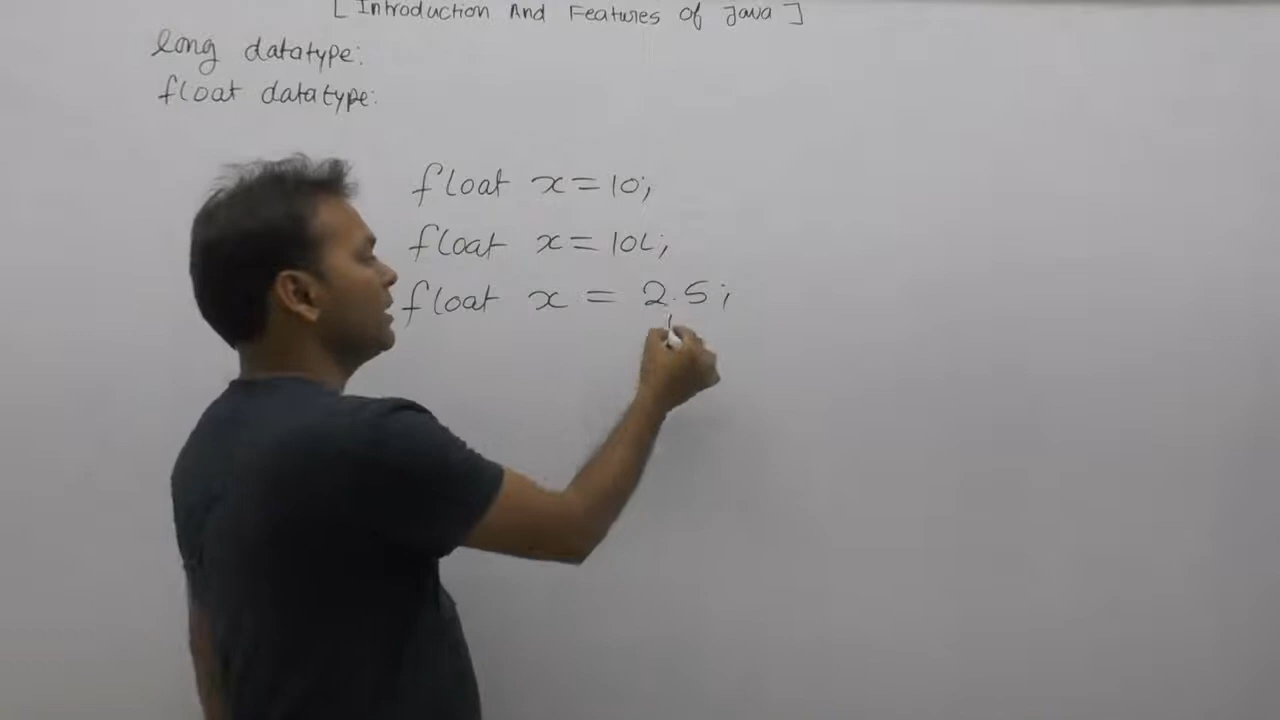 [ Introduction And Features of Java ]
long datatype:
float datatype:
float x=10;
float x=10L;
float x = 2.5;